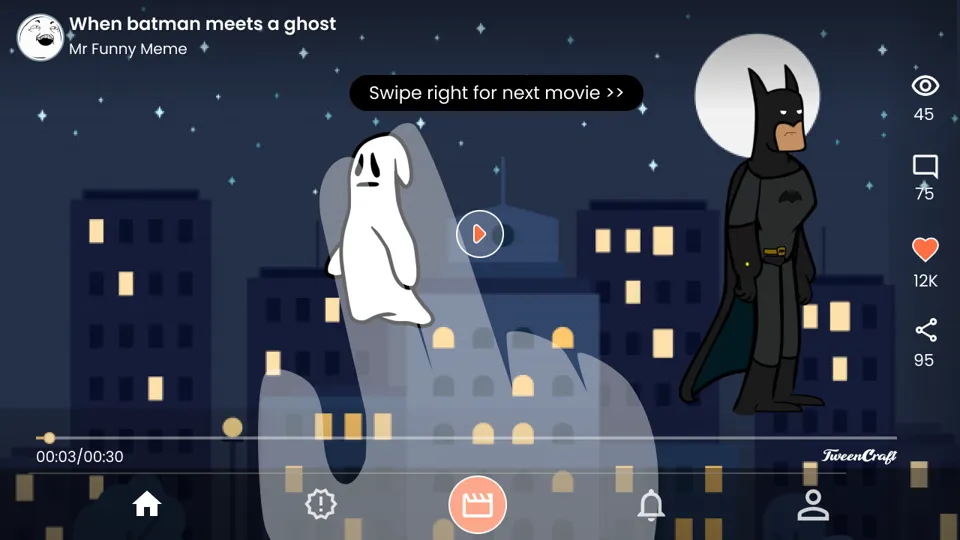 When batman meets a ghost
Mr Funny Meme
Swipe right for next movie >>
45
75
12K
95
00:03/00:30
TweenCraft